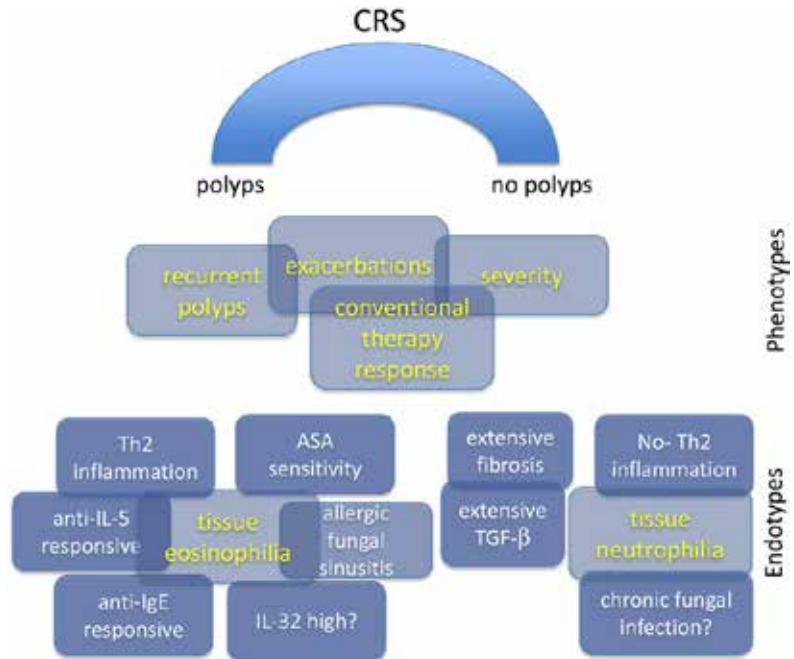 CRS
polyps
no polyps
recurrent
polyps
exacerbations
severity
conventional
therapy
response
Phenotypes
Th2
inflammation
ASA
sensitivity
extensive
fibrosis
No- Th2
inflammation
anti-IL-5
responsive
tissue
eosinophilia
allergic
fungal
sinusitis
extensive
TGF-β
tissue
neutrophilia
anti-IgE
responsive
IL-32 high?
chronic fungal
infection?
Endotypes